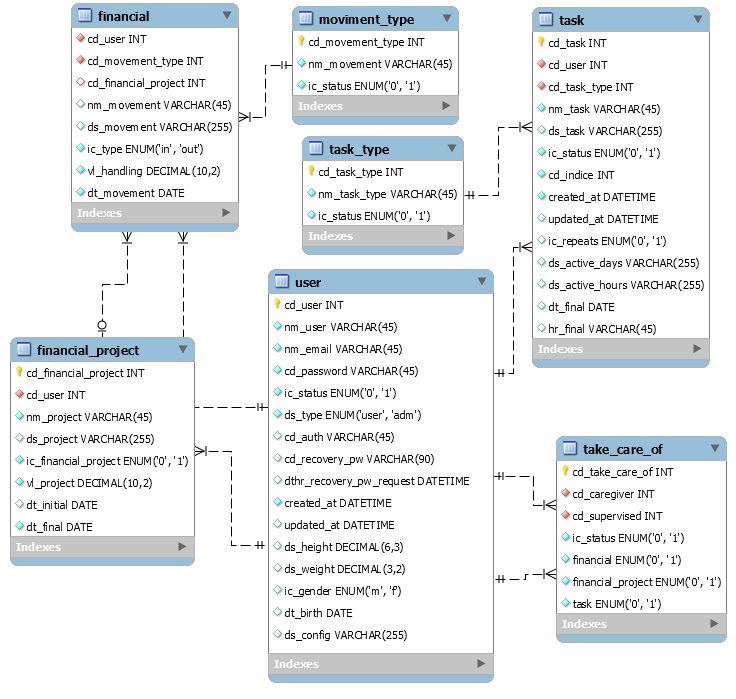 financial
cd_user INT
cd_movement_type INT
cd_financial_project INT
nm_movement VARCHAR(45)
ds_movement VARCHAR(255)
ic_type ENUM('in', 'out')
vl_handling DECIMAL(10,2)
dt_movement DATE
Indexes
moviment_type
cd_movement_type INT
nm_movement VARCHAR(45)
ic_status ENUM('0', '1')
Indexes
task_type
cd_task_type INT
nm_task_type VARCHAR(45)
ic_status ENUM('0', '1')
Indexes
task
cd_task INT
cd_user INT
cd_task_type INT
nm_task VARCHAR(45)
ds_task VARCHAR(255)
ic_status ENUM('0', '1')
cd_indice INT
created_at DATETIME
updated_at DATETIME
ic_repeats ENUM('0', '1')
ds_active_days VARCHAR(255)
ds_active_hours VARCHAR(255)
dt_final DATE
hr_final VARCHAR(45)
Indexes
financial_project
cd_financial_project INT
cd_user INT
nm_project VARCHAR(45)
ds_project VARCHAR(255)
ic_financial_project ENUM('0', '1')
vl_project DECIMAL(10,2)
dt_initial DATE
dt_final DATE
Indexes
user
cd_user INT
nm_user VARCHAR(45)
nm_email VARCHAR(45)
cd_password VARCHAR(45)
ic_status ENUM('0', '1')
ds_type ENUM('user', 'adm')
cd_auth VARCHAR(45)
cd_recovery_pw VARCHAR(90)
dthr_recovery_pw_request DATETIME
created_at DATETIME
updated_at DATETIME
ds_height DECIMAL(6,3)
ds_weight DECIMAL(3,2)
ic_gender ENUM('m', 'f')
dt_birth DATE
ds_config VARCHAR(255)
Indexes
take_care_of
cd_take_care_of INT
cd_caregiver INT
cd_supervised INT
ic_status ENUM('0', '1')
financial ENUM('0', '1')
financial_project ENUM('0', '1')
task ENUM('0', '1')
Indexes